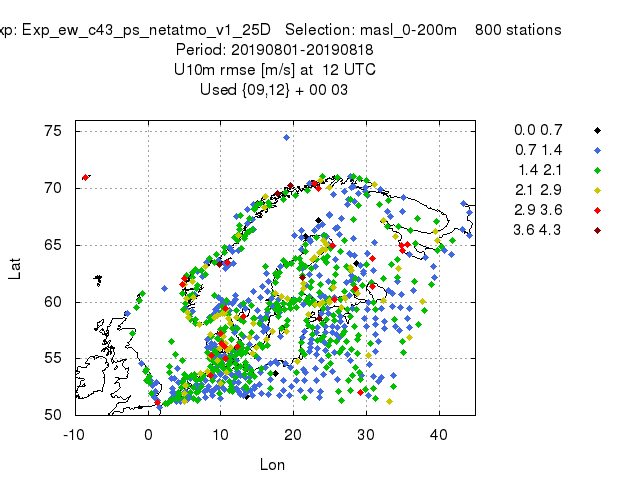 xp: Exp_ew_c43_ps_netatmo_v1_25D Selection: masl_0-200m 800 stations
Period: 20190801-20190818
U10m rmse [m/s] at 12 UTC
Used {09,12} + 00 03
75
70
65
60
55
50
Lat
-10 0 10 20 30 40
Lon
0.0 0.7
0.7 1.4
1.4 2.1
2.1 2.9
2.9 3.6
3.6 4.3